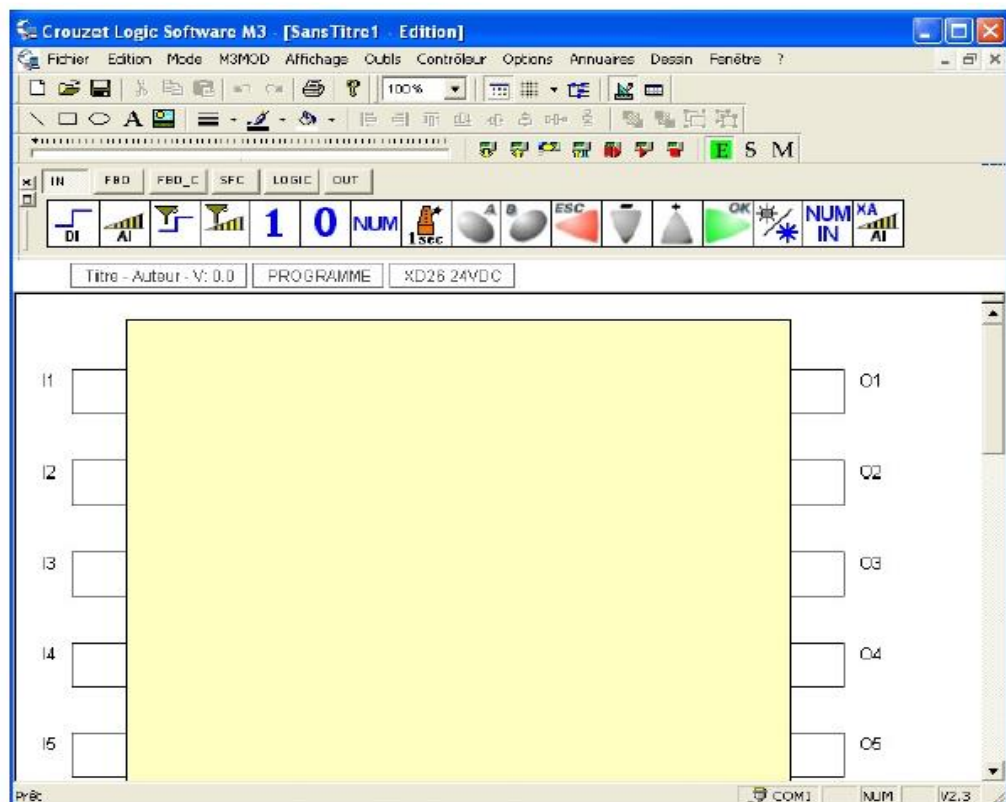 Crouzet Logic Software M3 - [SansTitre1 - Edition]
Fichier Edition Mode M3MOD Affichage Outils Contrôleur Options Annuaires Dessin Fenêtre ?
100%
A
E S M
IN FBD FBD_C SFC LOGIC OUT
DI AI 1 0 NUM 1sec A B ESC - + OK NUM IN XA AI
Titre - Auteur - V: 0.0 PROGRAMME XD26 24VDC
I1 O1
I2 O2
I3 O3
I4 O4
I5 O5
Prêt COM1 NUM V2.3